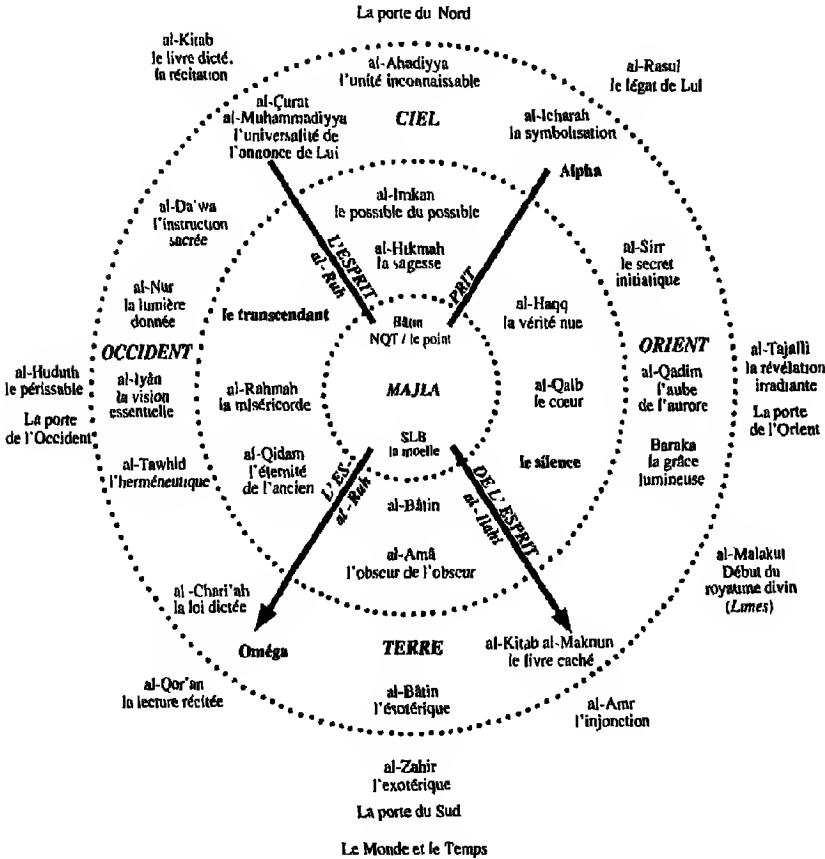 La porte du Nord
al-Kitab
le livre dicté,
la récitation
al-Ahadiyya
l'unité inconnaissable
al-Rasul
le légat de Lui
al-Çurat
al-Muhammadiyya
l'universalité de
l'annonce de Lui
CIEL
al-Icharah
la symbolisation
Alpha
al-Imkan
le possible du possible
al-Da'wa
l'instruction
sacrée
L'ESPRIT
al-Ruh
al-Hikmah
la sagesse
PRIT
al-Sirr
le secret
initiatique
al-Nur
la lumière
donnée
le transcendant
Bâtin
NQT / le point
al-Haqq
la vérité nue
OCCIDENT
ORIENT
al-Huduth
le périssable
La porte
de l'Occident
al-Iyân
la vision
essentielle
al-Rahmah
la miséricorde
MAJLA
al-Qalb
le coeur
al-Qadim
l'aube
de l'aurore
al-Tajalli
la révélation
irradiante
La porte
de l'Orient
al-Tawhid
l'herméneutique
al-Qidam
l'éternité
de l'ancien
SLB
la moelle
le silence
Baraka
la grâce
lumineuse
L'ES-
al-Ruh
al-Bâtin
DE L'ESPRIT
al-Ilahi
al-Amâ
l'obscur de l'obscur
al-Malakut
Début du
royaume divin
(Limes)
al-Chari'ah
la loi dictée
Oméga
TERRE
al-Kitab al-Maknun
le livre caché
al-Qor'an
la lecture récitée
al-Bâtin
l'ésotérique
al-Amr
l'injonction
al-Zahir
l'exotérique
La porte du Sud
Le Monde et le Temps